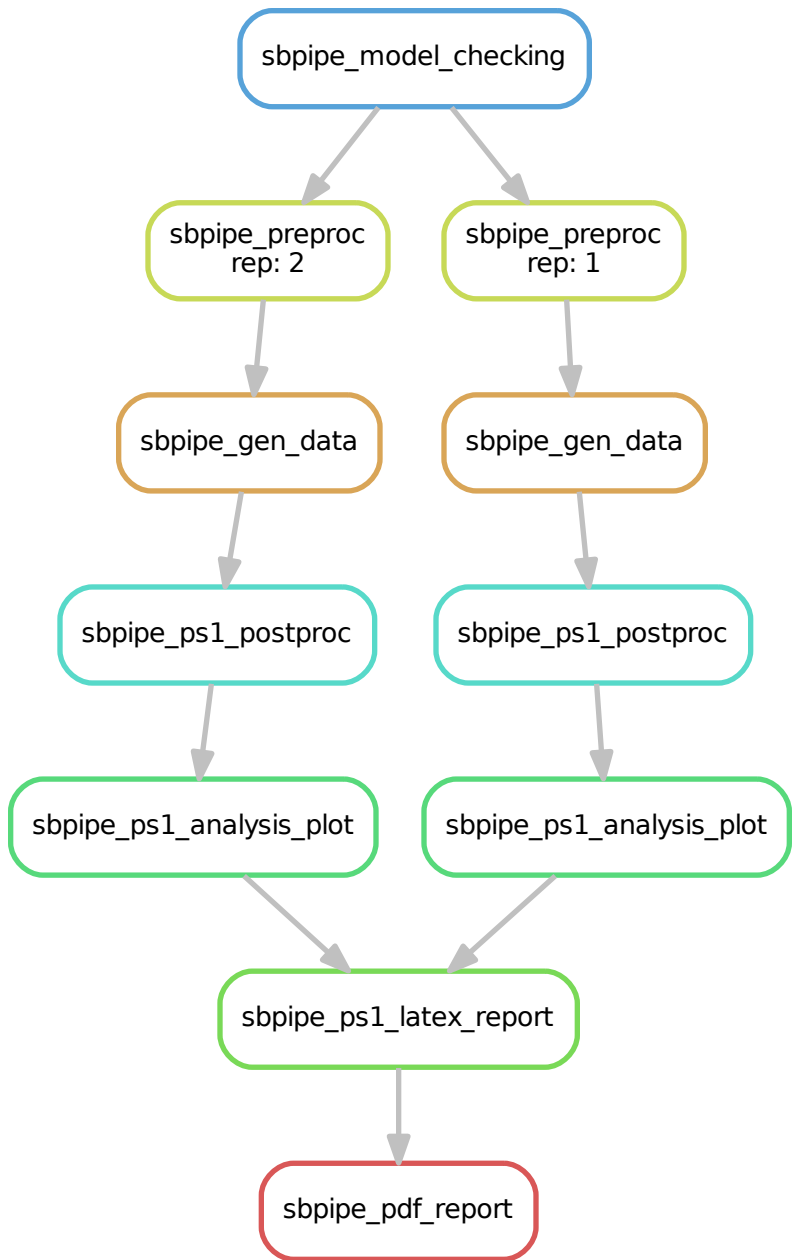 sbpipe_model_checking
sbpipe_preproc
rep: 2
sbpipe_preproc
rep: 1
sbpipe_gen_data
sbpipe_gen_data
sbpipe_ps1_postproc
sbpipe_ps1_postproc
sbpipe_ps1_analysis_plot
sbpipe_ps1_analysis_plot
sbpipe_ps1_latex_report
sbpipe_pdf_report